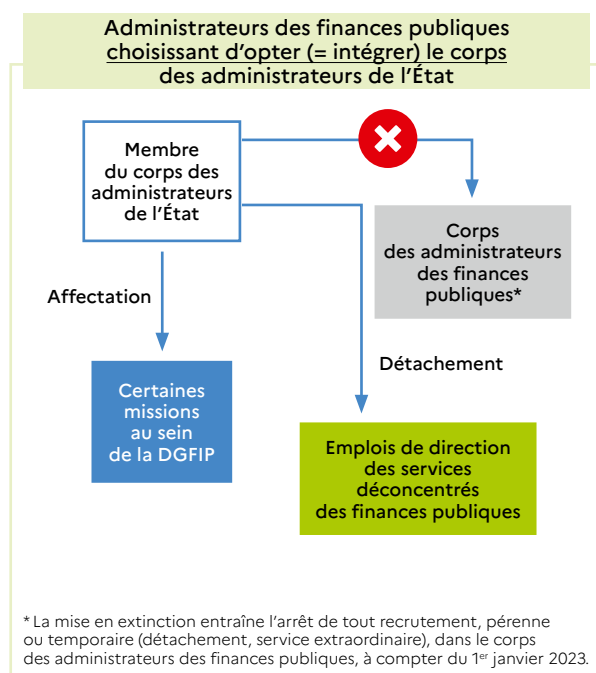 Administrateurs des finances publiques
choisissant d'opter (= intégrer) le corps
des administrateurs de l'État
Membre
du corps des
administrateurs
de l'État
Corps
des administrateurs
des finances
publiques*
Affectation
Détachement
Certaines
missions
au sein
de la DGFIP
Emplois de direction
des services
déconcentrés
des finances publiques
* La mise en extinction entraîne l'arrêt de tout recrutement, pérenne
ou temporaire (détachement, service extraordinaire), dans le corps
des administrateurs des finances publiques, à compter du 1er janvier 2023.